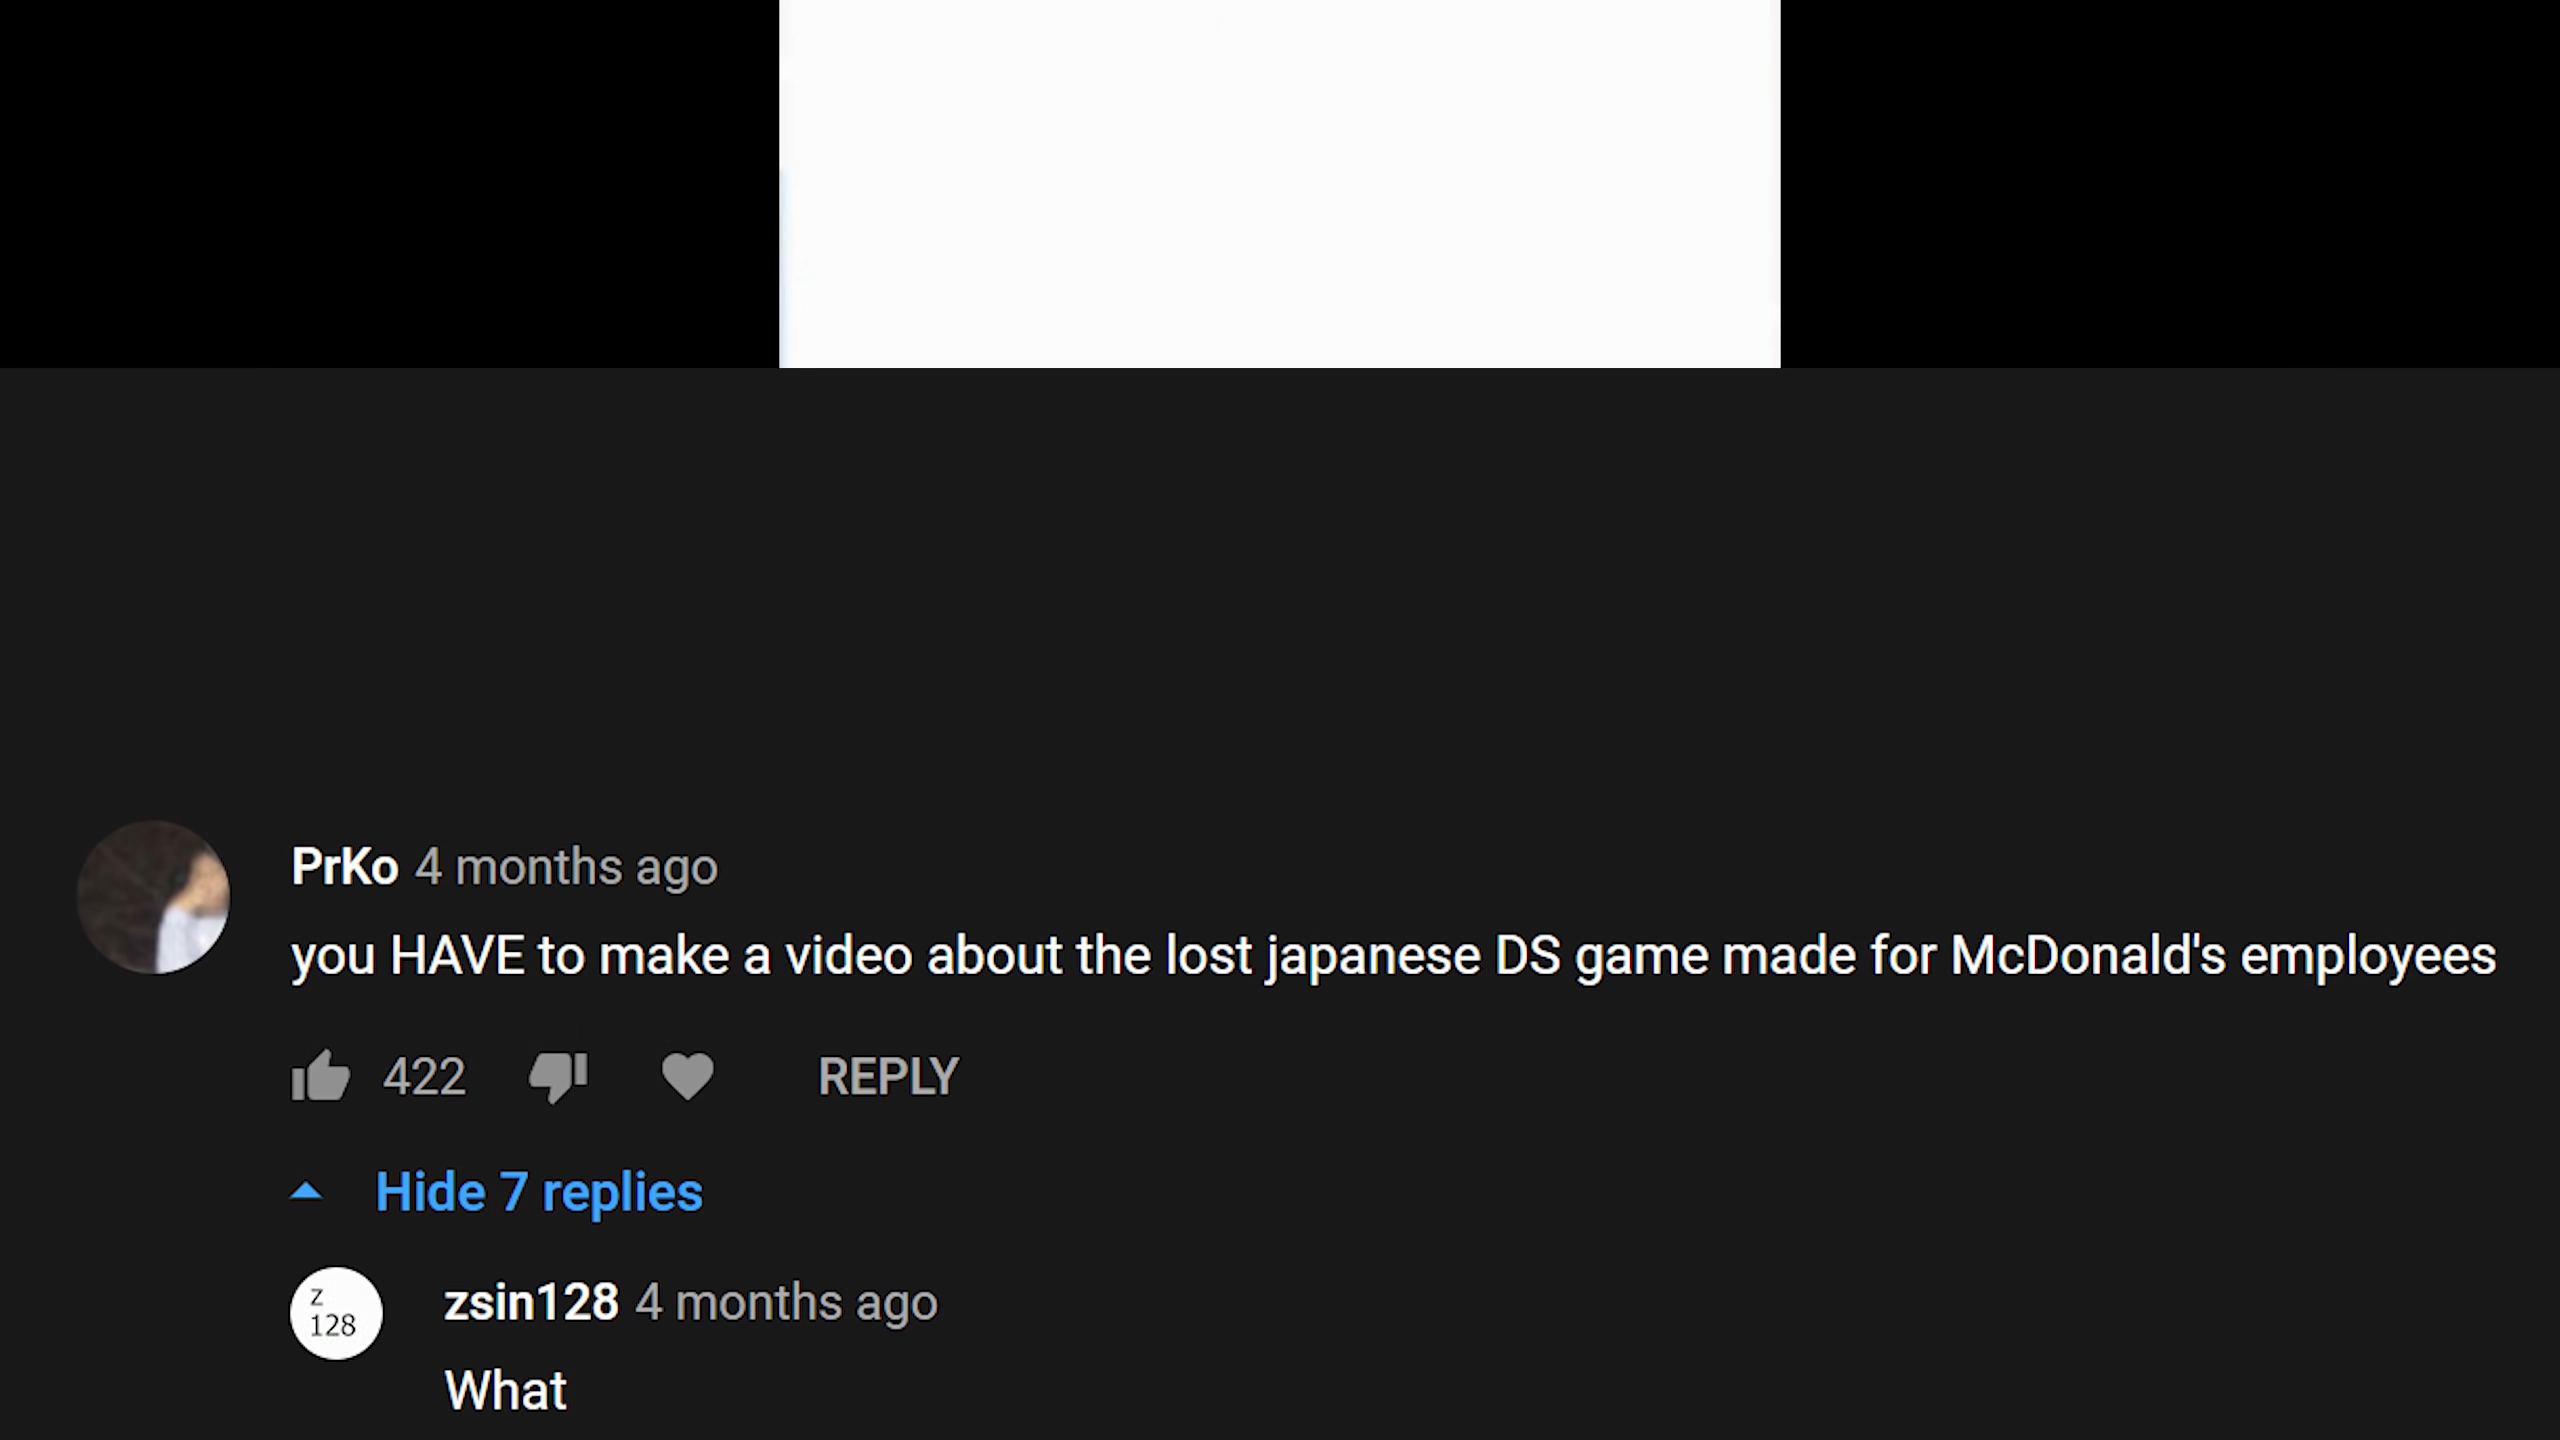 PrKo 4 months ago
you HAVE to make a video about the lost japanese DS game made for McDonald's employees
422 REPLY
Hide 7 replies
z
128
zsin128 4 months ago
What